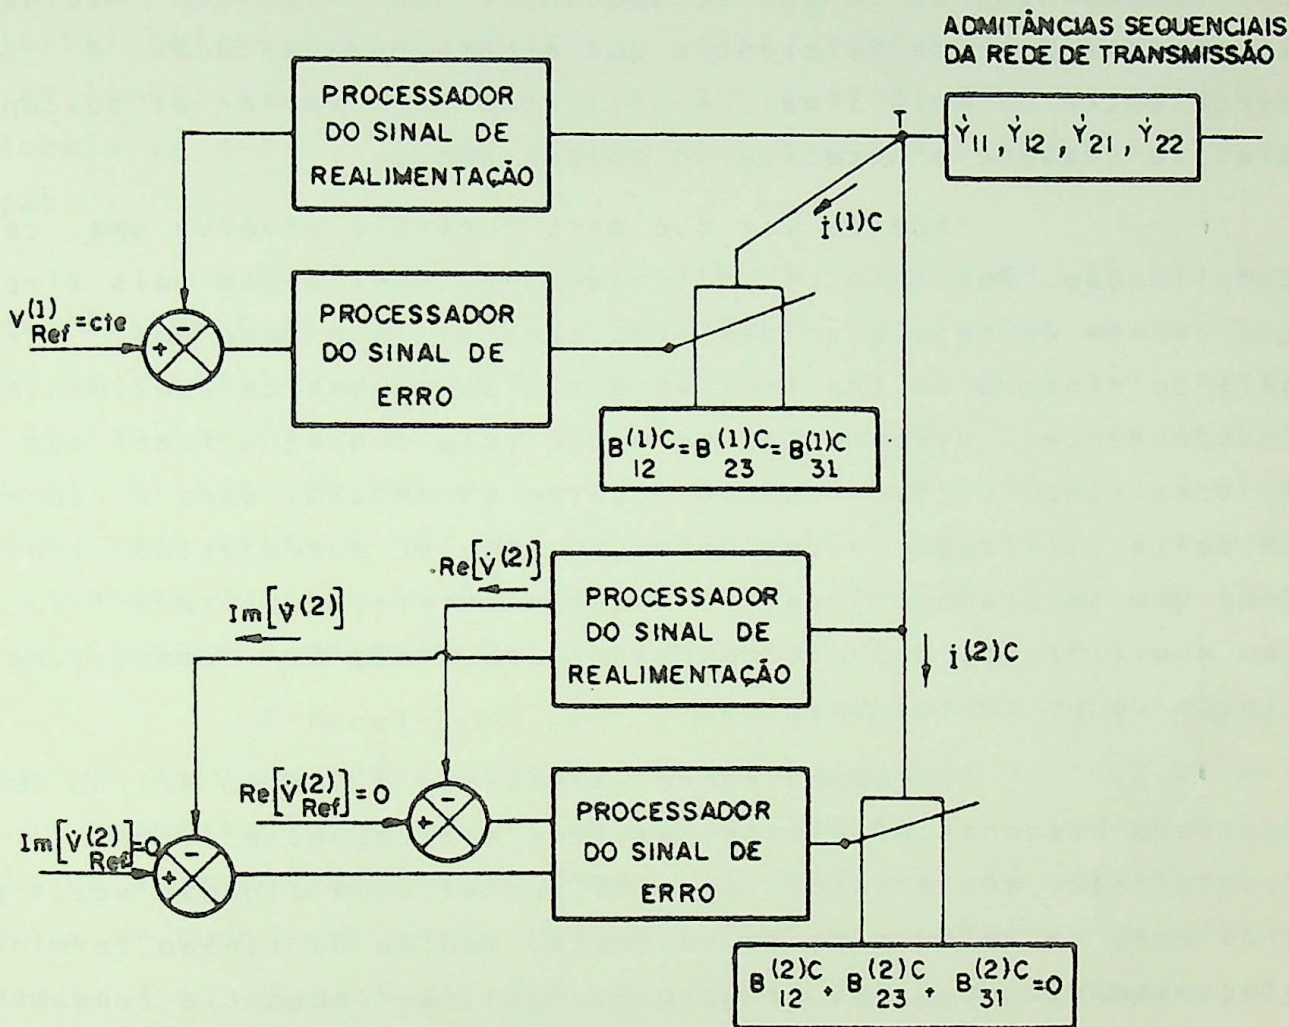 ADMITÂNCIAS SEQUENCIAIS
DA REDE DE TRANSMISSÃO
PROCESSADOR
DO SINAL DE
REALIMENTAÇÃO
T
Ẏ11 , Ẏ12 , Ẏ21 , Ẏ22
İ(1)C
V(1)Ref =cte
-
+
PROCESSADOR
DO SINAL DE
ERRO
B(1)C12 = B(1)C23 = B(1)C31
Re[V̇(2)]
Im[V̇(2)]
PROCESSADOR
DO SINAL DE
REALIMENTAÇÃO
İ(2)C
Re[V̇(2)Ref]=0
-
+
Im[V̇(2)Ref]=0
-
+
PROCESSADOR
DO SINAL DE
ERRO
B(2)C12 + B(2)C23 + B(2)C31 =0